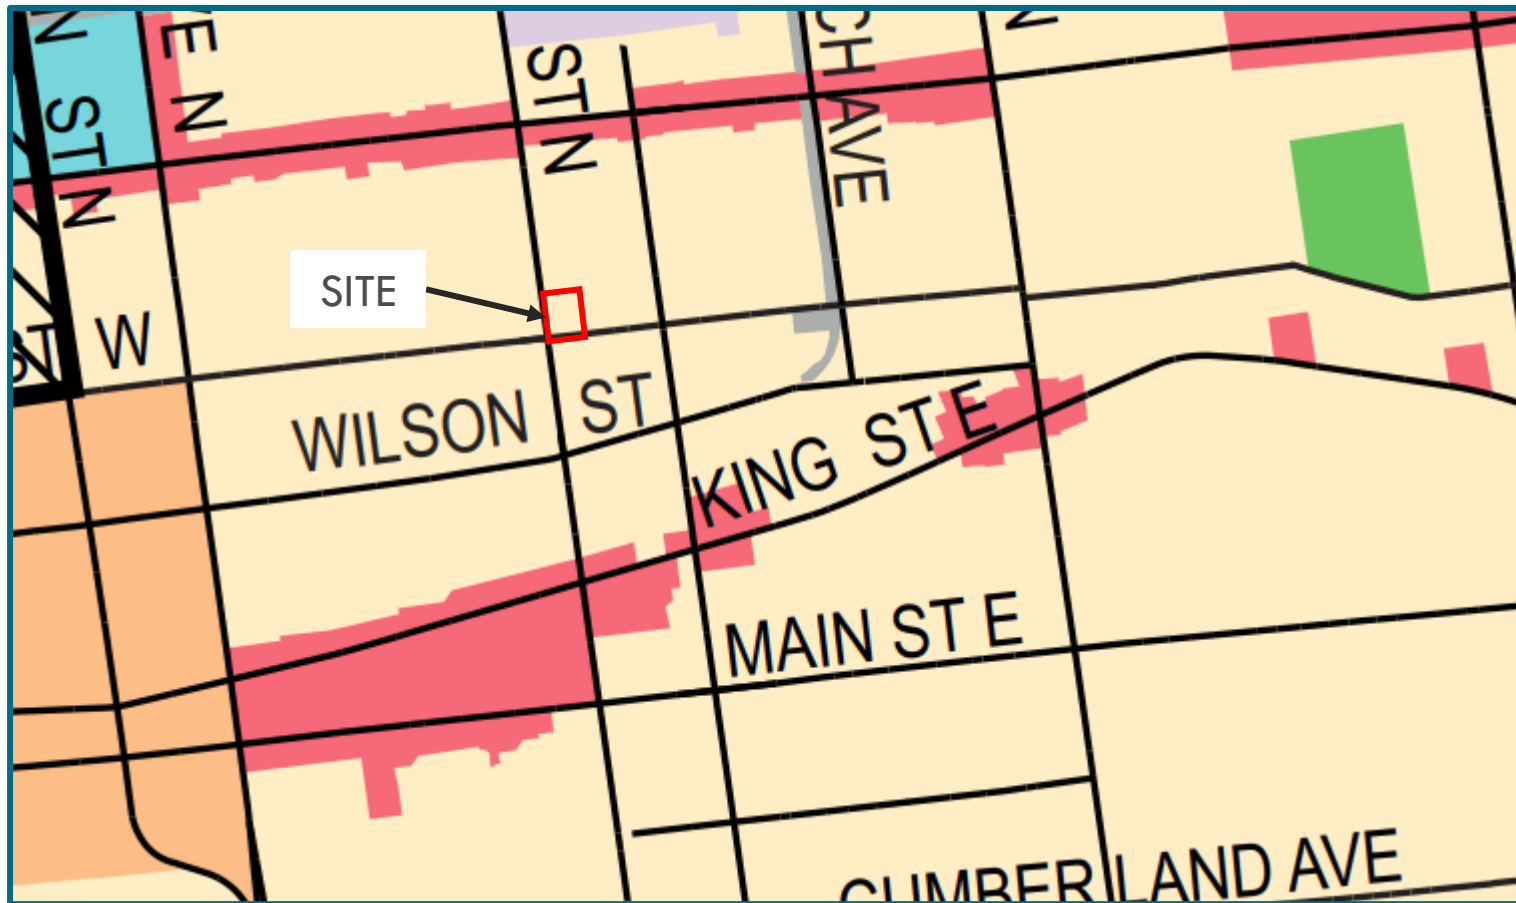 N ST N
E N
ST N
CH AVE
N
SITE
ST W
WILSON ST
KING ST E
MAIN ST E
CUMBERLAND AVE